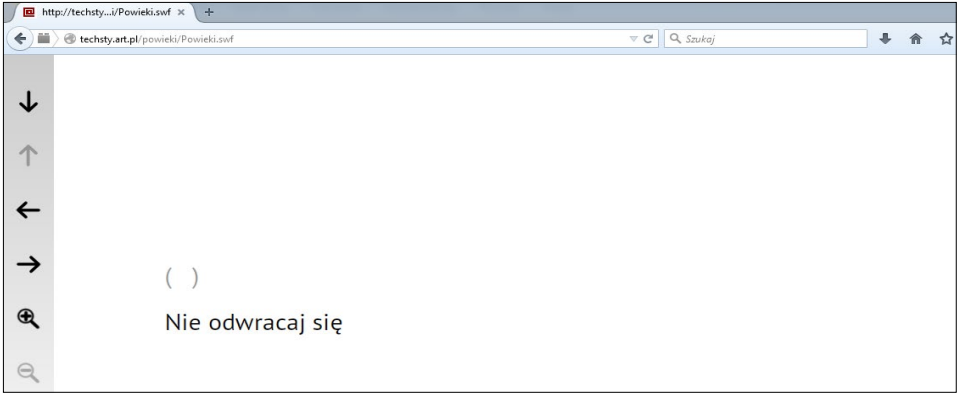 http://techsty...i/Powieki.swf
techsty.art.pl/powieki/Powieki.swf
Szukaj
( )
Nie odwracaj się